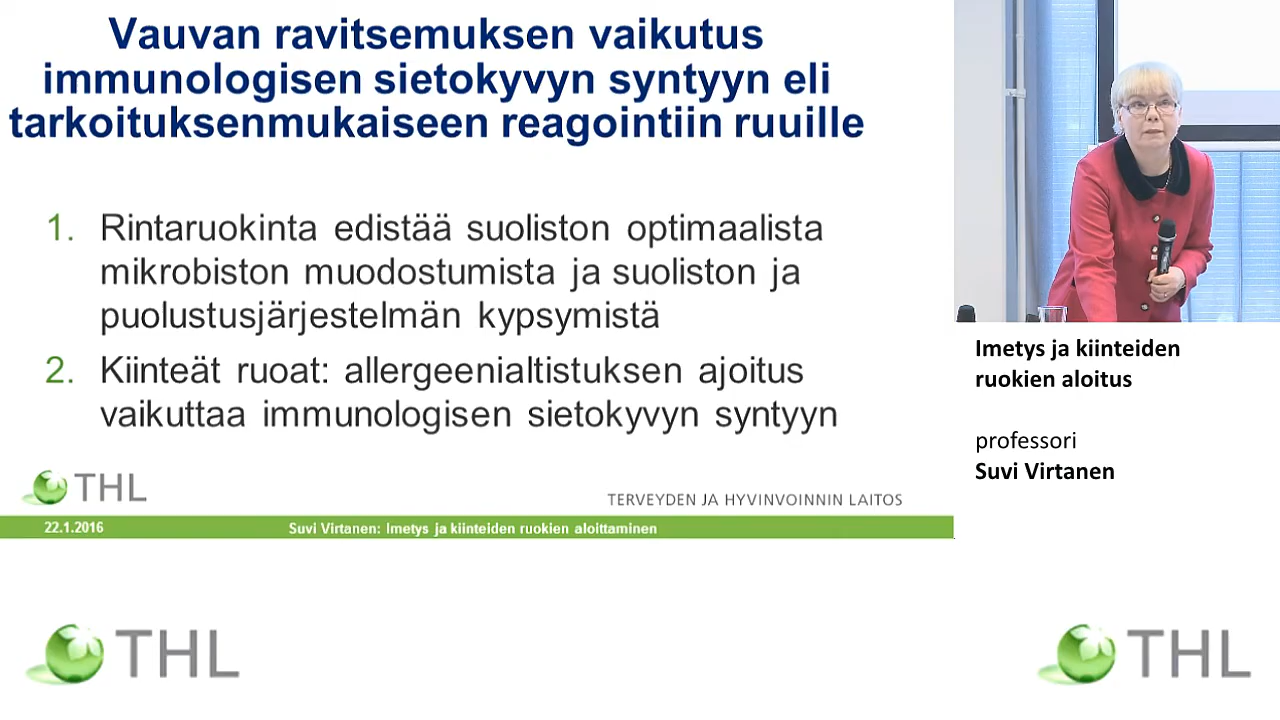 Vauvan ravitsemuksen vaikutus
immunologisen sietokyvyn syntyyn eli
tarkoituksenmukaiseen reagointiin ruuille
1. Rintaruokinta edistää suoliston optimaalista
mikrobiston muodostumista ja suoliston ja
puolustusjärjestelmän kypsymistä
2. Kiinteät ruoat: allergeenialtistuksen ajoitus
vaikuttaa immunologisen sietokyvyn syntyyn
THL
TERVEYDEN JA HYVINVOINNIN LAITOS
22.1.2016 Suvi Virtanen: Imetys ja kiinteiden ruokien aloittaminen
Imetys ja kiinteiden
ruokien aloitus
professori
Suvi Virtanen
THL
THL